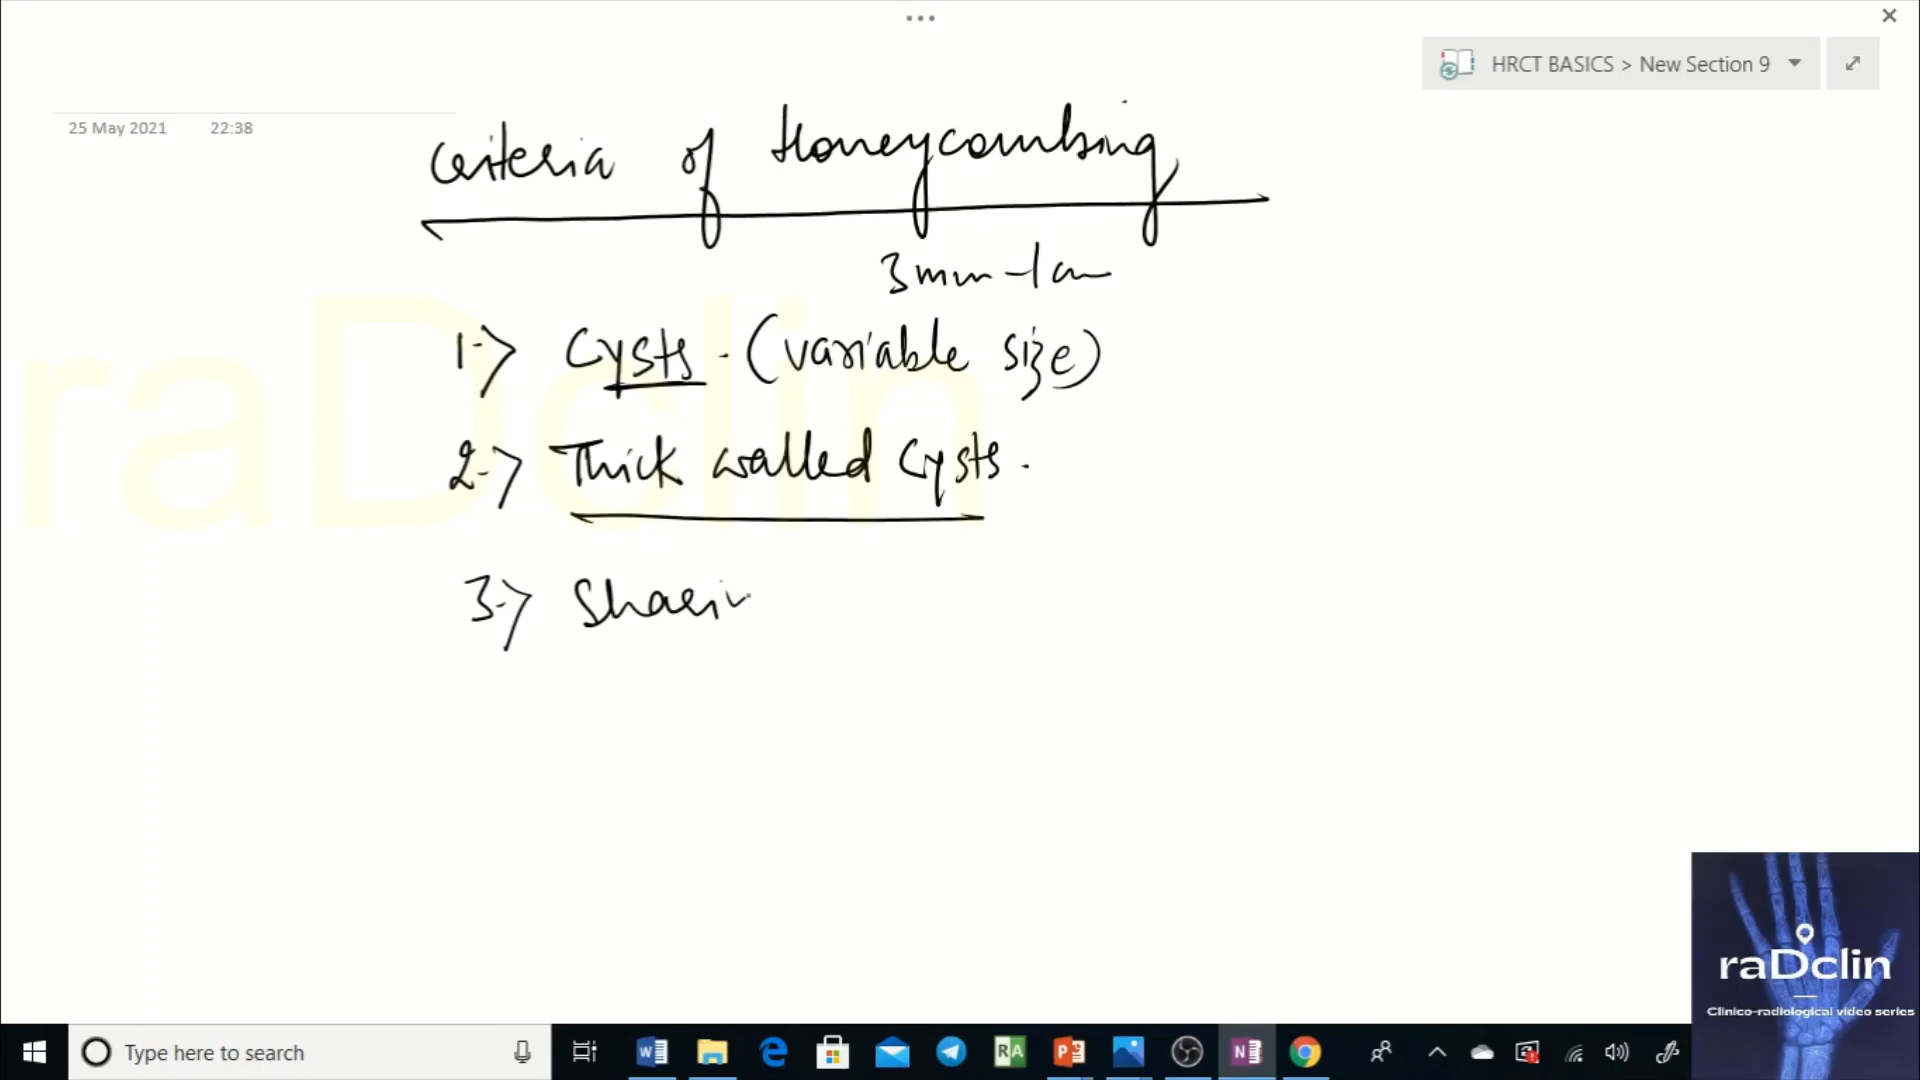 HRCT BASICS > New Section 9
25 May 2021 22:38
Criteria of Honeycombing
3mm-1cm
1-> Cysts. (variable size)
2-> Thick walled cysts.
3->
raDclin
raDclin
Clinico-radiological video series
Type here to search